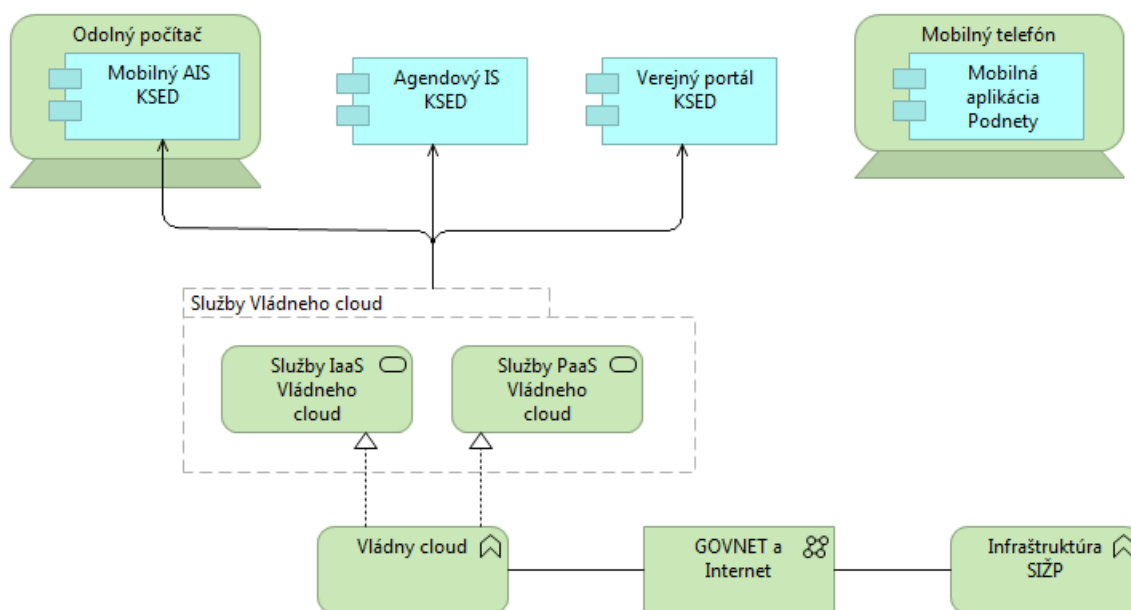 Odolný počítač
Mobilný AIS
KSED
Agendový IS
KSED
Verejný portál
KSED
Mobilný telefón
Mobilná
aplikácia
Podnety
Služby Vládneho cloud
Služby IaaS
Vládneho
cloud
Služby PaaS
Vládneho
cloud
Vládny cloud
GOVNET a
Internet
Infraštruktúra
SIŽP